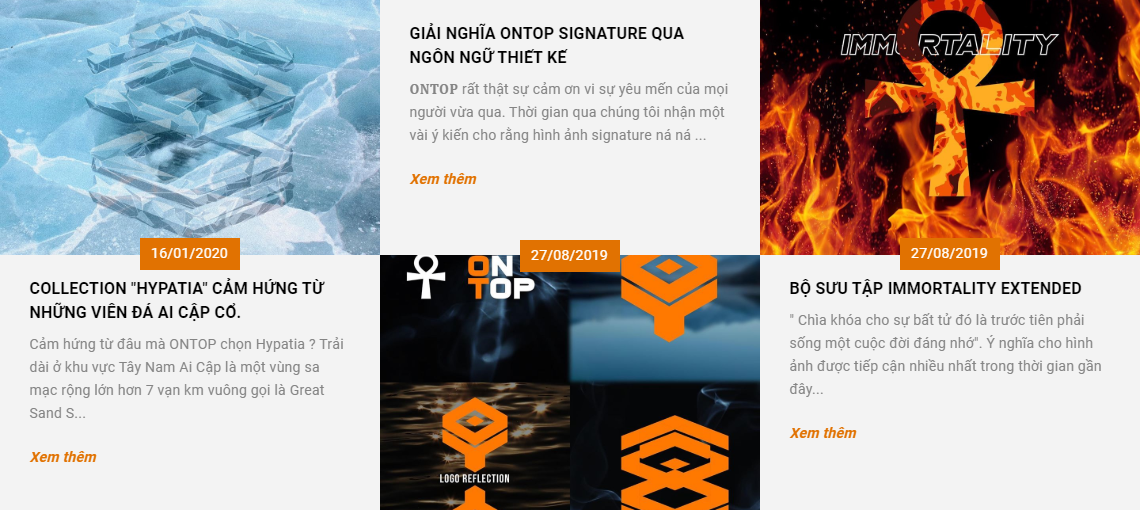 16/01/2020
COLLECTION "HYPATIA" CẢM HỨNG TỪ
NHỮNG VIÊN ĐÁ AI CẬP CỔ.
Cảm hứng từ đâu mà ONTOP chọn Hypatia ? Trải
dài ở khu vực Tây Nam Ai Cập là một vùng sa
mạc rộng lớn hơn 7 vạn km vuông gọi là Great
Sand S...
Xem thêm
GIẢI NGHĨA ONTOP SIGNATURE QUA
NGÔN NGỮ THIẾT KẾ
ONTOP rất thật sự cảm ơn vi sự yêu mến của mọi
người vừa qua. Thời gian qua chúng tôi nhận một
vài ý kiến cho rằng hình ảnh signature ná ná ...
Xem thêm
27/08/2019
ON
TOP
LOGO REFLECTION
IMMORTALITY
27/08/2019
BỘ SƯU TẬP IMMORTALITY EXTENDED
" Chìa khóa cho sự bất tử đó là trước tiên phải
sống một cuộc đời đáng nhớ". Ý nghĩa cho hình
ảnh được tiếp cận nhiều nhất trong thời gian gần
đây...
Xem thêm